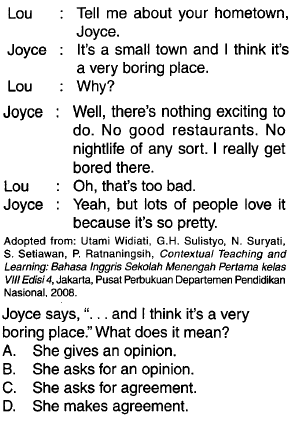 Lou : Tell me about your hometown,
Joyce.
Joyce : It's a small town and I think it's
a very boring place.
Lou : Why?
Joyce : Well, there's nothing exciting to
do. No good restaurants. No
nightlife of any sort. I really get
bored there.
Lou : Oh, that's too bad.
Joyce : Yeah, but lots of people love it
because it's so pretty.
Adopted from: Utami Widiati, G.H. Sulistyo, N. Suryati,
S. Setiawan, P. Ratnaningsih, Contextual Teaching and
Learning: Bahasa Inggris Sekolah Menengah Pertama kelas
VIII Edisi 4, Jakarta, Pusat Perbukuan Departemen Pendidikan
Nasional, 2008.
Joyce says, ". . . and I think it's a very
boring place." What does it mean?
A. She gives an opinion.
B. She asks for an opinion.
C. She asks for agreement.
D. She makes agreement.